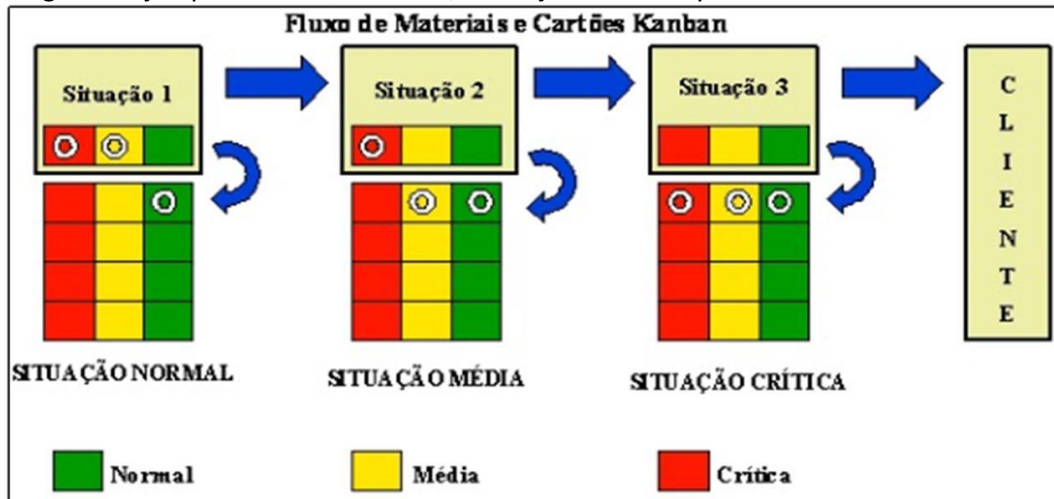 Fluxo de Materiais e Cartões Kanban
Situação 1
Situação 2
Situação 3
C
L
I
E
N
T
E
SITUAÇÃO NORMAL
SITUAÇÃO MÉDIA
SITUAÇÃO CRÍTICA
Normal
Média
Crítica